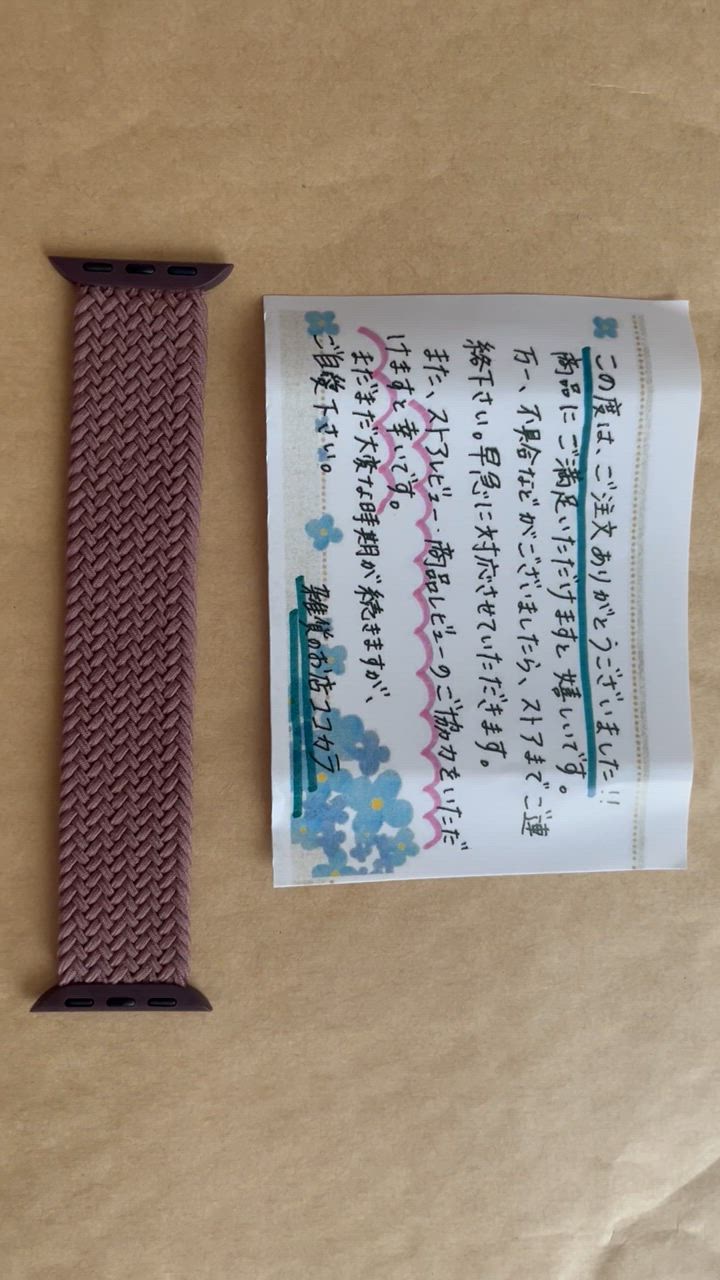 この度は、ご注文ありがとうございました!!
商品にご満足いただけますと嬉しいです。
万一、不具合などがございましたら、ストアまでご連
絡下さい。早急に対応させていただきます。
また、ストアレビュー・商品レビューのご協力をいただ
けますと幸いです。
まだまだ大変な時期が続きますが、
ご自愛下さい。
雑貨のお店ココカラ